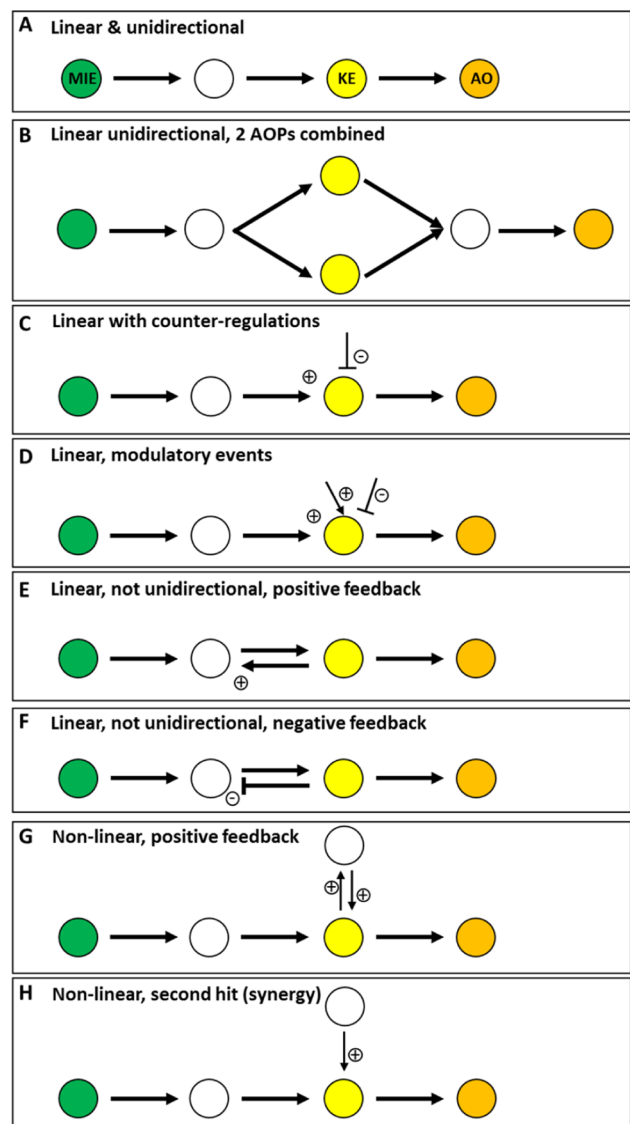 A Linear & unidirectional
MIE KE AO
B Linear unidirectional, 2 AOPs combined
C Linear with counter-regulations
⊖
⊕
D Linear, modulatory events
⊕ ⊖
⊕
E Linear, not unidirectional, positive feedback
⊕
F Linear, not unidirectional, negative feedback
⊖
G Non-linear, positive feedback
⊕ ⊕
H Non-linear, second hit (synergy)
⊕